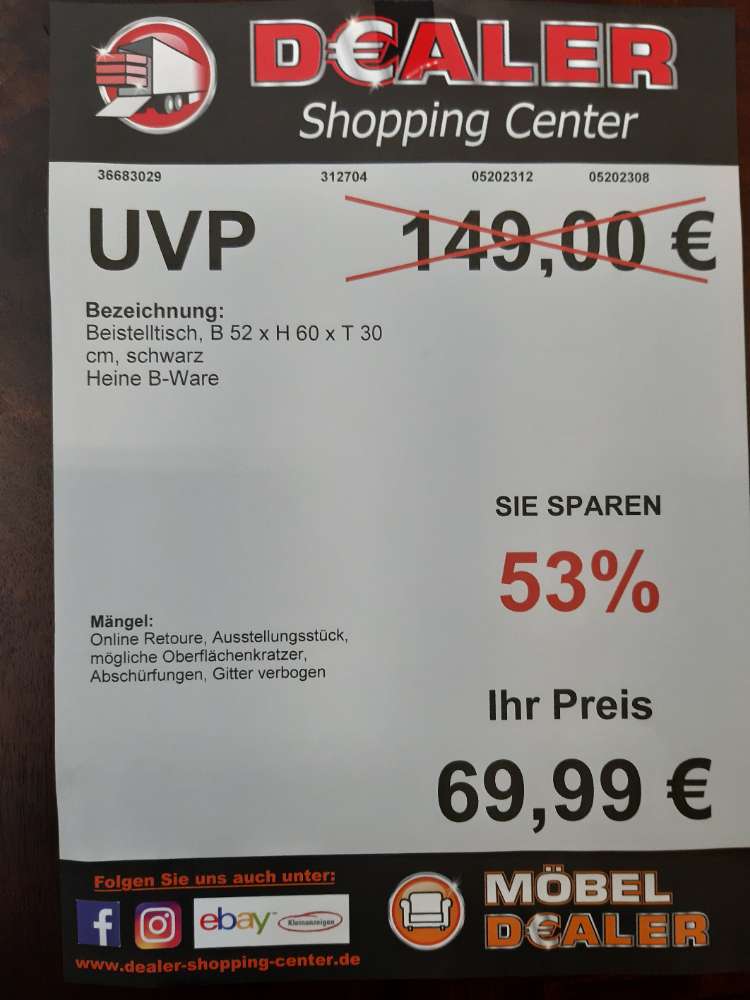 D€ALER
Shopping Center
36683029 312704 05202312 05202308
UVP 149,00 €
Bezeichnung:
Beistelltisch, B 52 x H 60 x T 30
cm, schwarz
Heine B-Ware
SIE SPAREN
53%
Mängel:
Online Retoure, Ausstellungsstück,
mögliche Oberflächenkratzer,
Abschürfungen, Gitter verbogen
Ihr Preis
69,99 €
Folgen Sie uns auch unter:
f
ebay Kleinanzeigen
www.dealer-shopping-center.de
MÖBEL
D€ALER